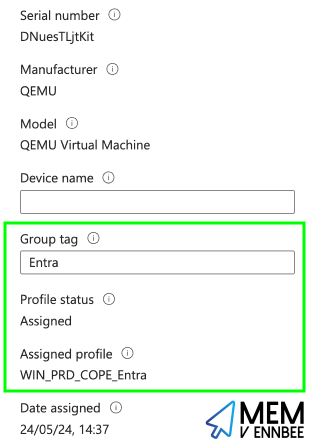 Serial number
DNuesTLjtKit
Manufacturer
QEMU
Model
QEMU Virtual Machine
Device name
Group tag
Entra
Profile status
Assigned
Assigned profile
WIN_PRD_COPE_Entra
Date assigned
24/05/24, 14:37
MEM
V ENNBEE